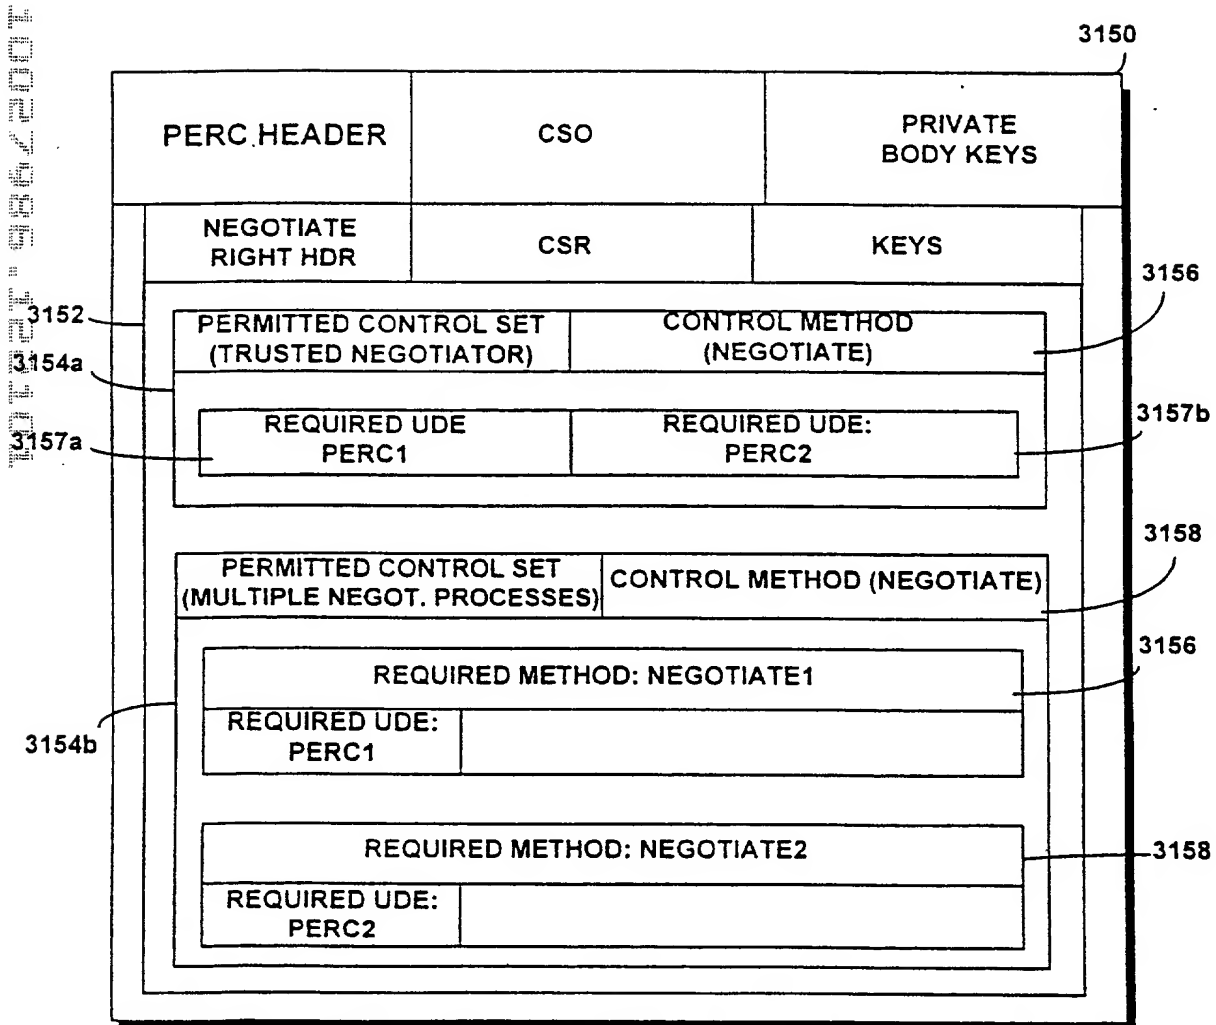 3150
PERC HEADER
CSO
PRIVATE
BODY KEYS
NEGOTIATE
RIGHT HDR
CSR
KEYS
3156
3152
PERMITTED CONTROL SET
(TRUSTED NEGOTIATOR)
CONTROL METHOD
(NEGOTIATE)
3154a
3157a
REQUIRED UDE
PERC1
REQUIRED UDE:
PERC2
3157b
3158
PERMITTED CONTROL SET
(MULTIPLE NEGOT. PROCESSES)
CONTROL METHOD (NEGOTIATE)
3156
REQUIRED METHOD: NEGOTIATE1
REQUIRED UDE:
PERC1
3154b
REQUIRED METHOD: NEGOTIATE2
3158
REQUIRED UDE:
PERC2